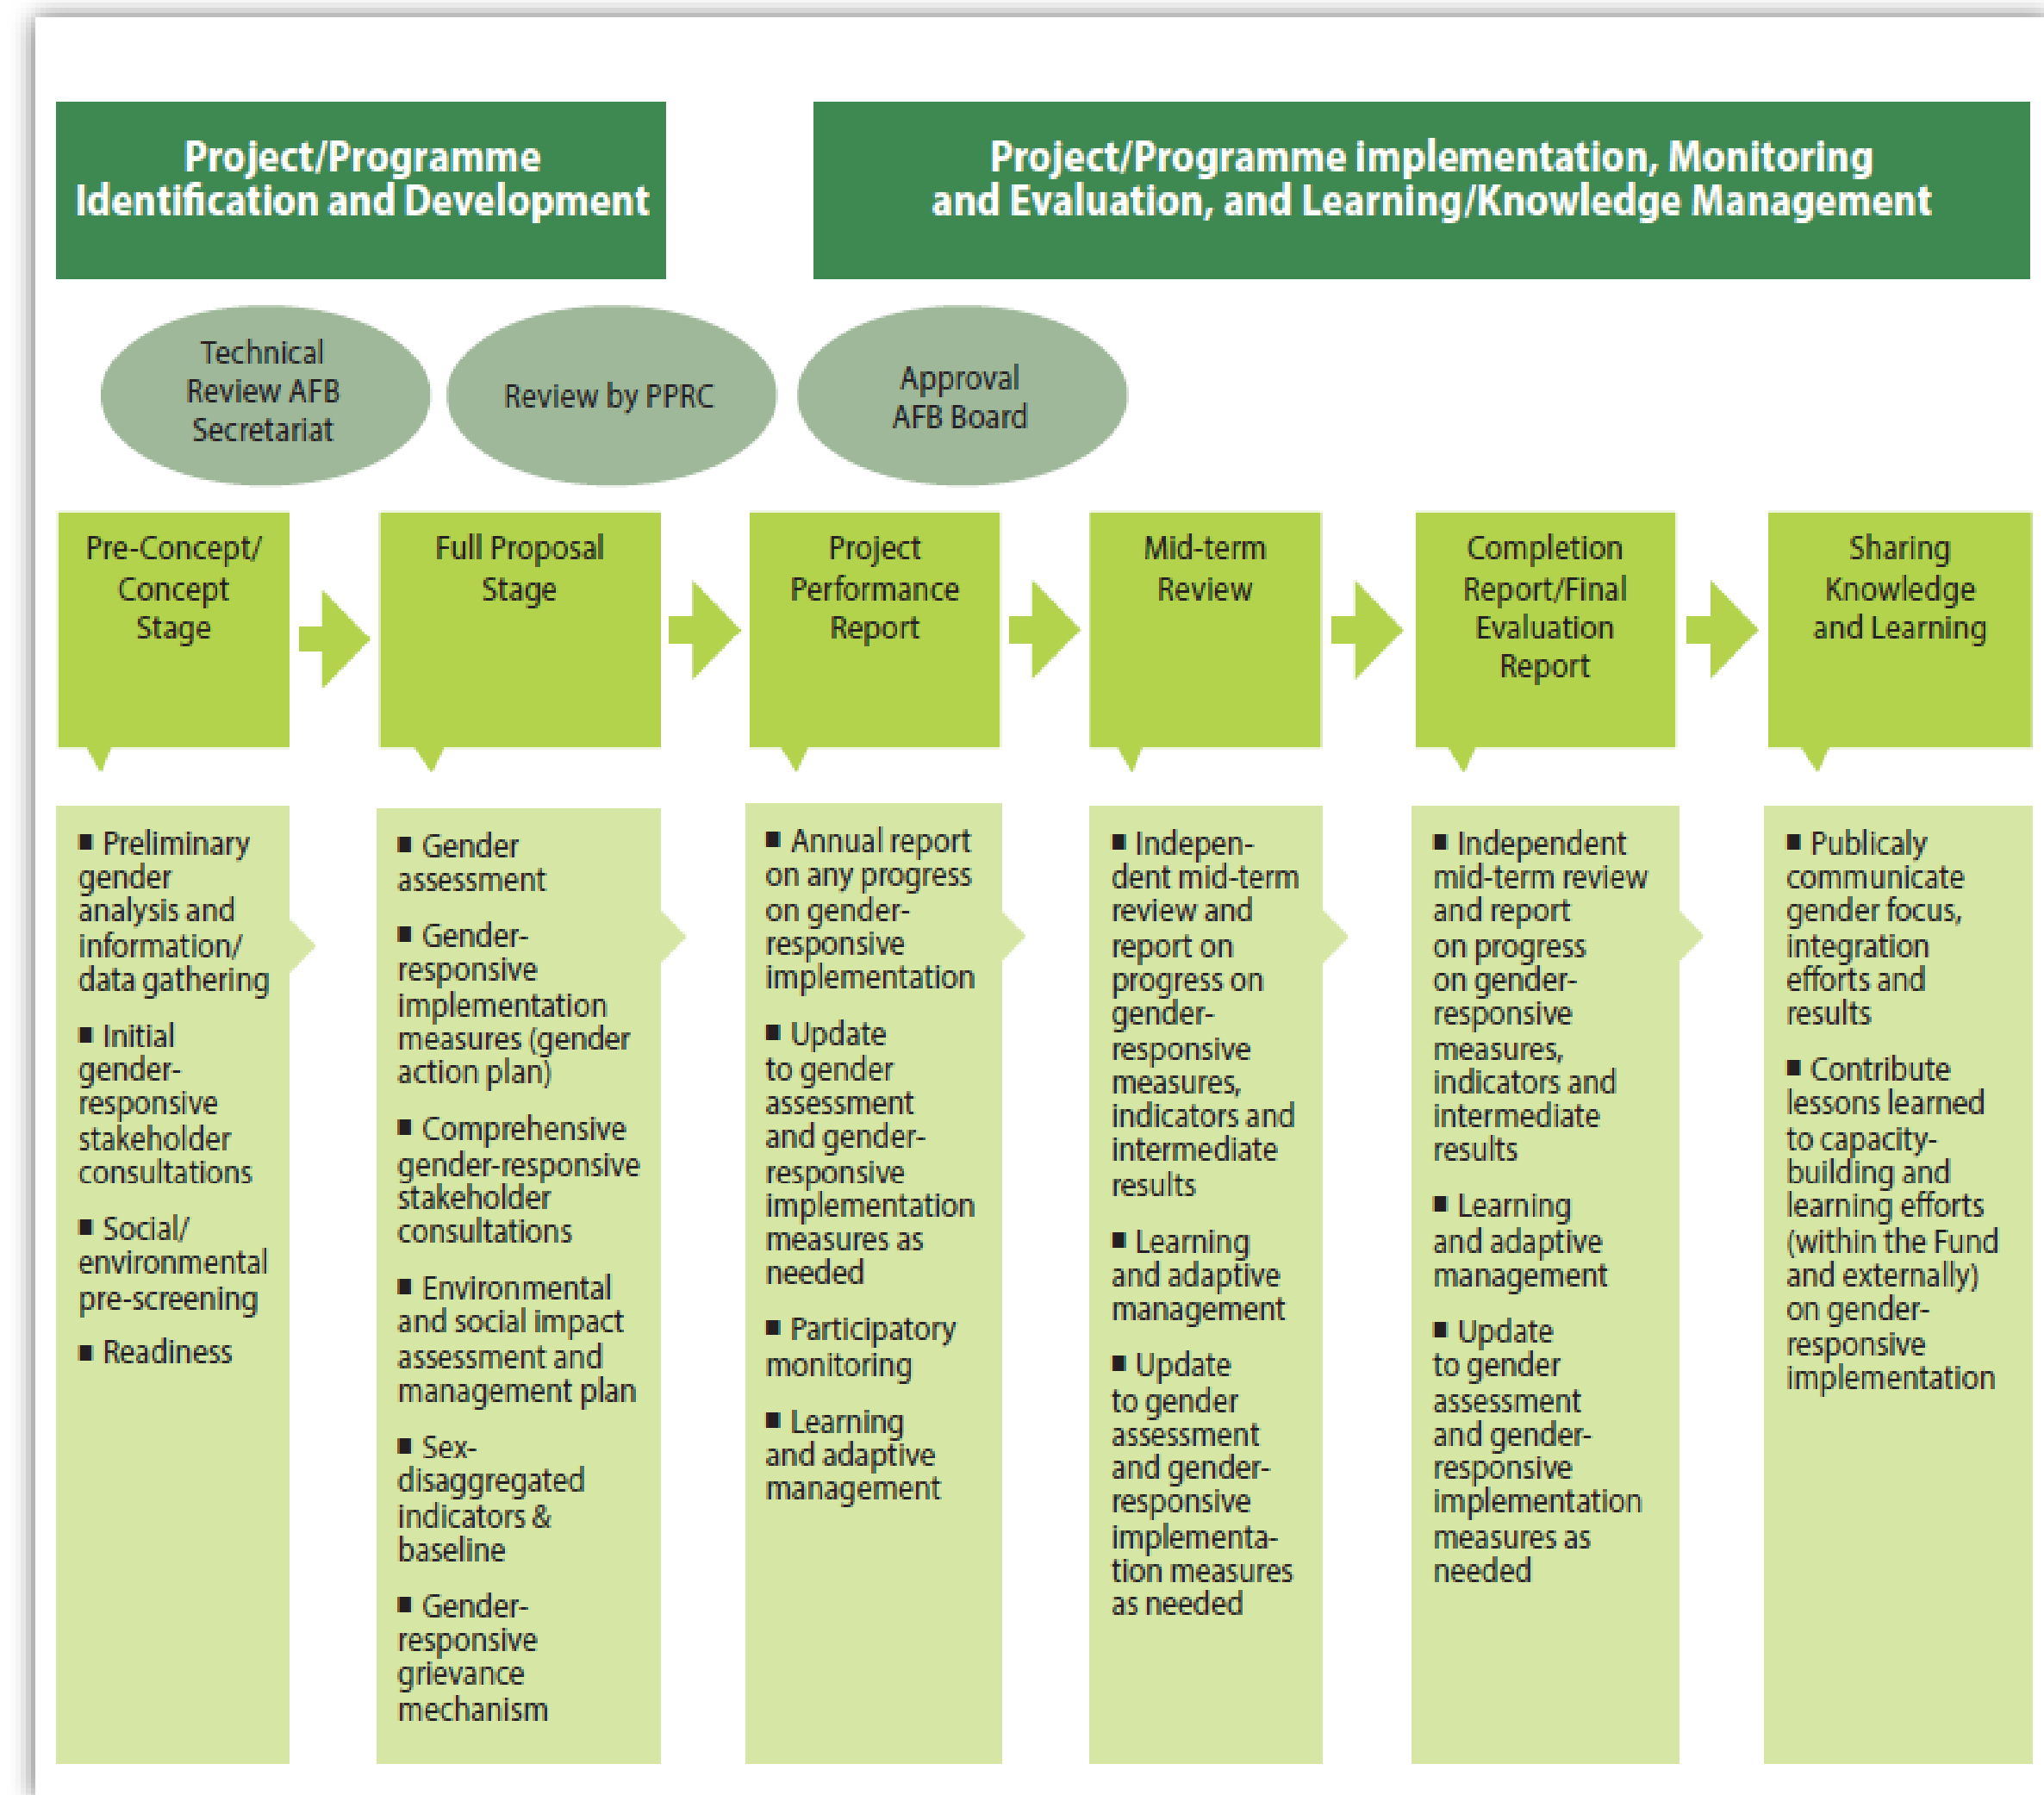 Project/Programme
Identification and Development
Project/Programme implementation, Monitoring
and Evaluation, and Learning/Knowledge Management
Technical
Review AFB
Secretariat
Review by PPRC
Approval
AFB Board
Pre-Concept/
Concept
Stage
Full Proposal
Stage
Project
Performance
Report
Mid-term
Review
Completion
Report/Final
Evaluation
Report
Sharing
Knowledge
and Learning
■ Preliminary
gender
analysis and
information/
data gathering
■ Initial
gender-
responsive
stakeholder
consultations
■ Social/
environmental
pre-screening
■ Readiness
■ Gender
assessment
■ Gender-
responsive
implementation
measures (gender
action plan)
■ Comprehensive
gender-responsive
stakeholder
consultations
■ Environmental
and social impact
assessment and
management plan
■ Sex-
disaggregated
indicators &
baseline
■ Gender-
responsive
grievance
mechanism
■ Annual report
on any progress
on gender-
responsive
implementation
■ Update
to gender
assessment
and gender-
responsive
implementation
measures as
needed
■ Participatory
monitoring
■ Learning
and adaptive
management
■ Indepen-
dent mid-term
review and
report on
progress on
gender-
responsive
measures,
indicators and
intermediate
results
■ Learning
and adaptive
management
■ Update
to gender
assessment
and gender-
responsive
implementa-
tion measures
as needed
■ Independent
mid-term review
and report
on progress
on gender-
responsive
measures,
indicators and
intermediate
results
■ Learning
and adaptive
management
■ Update
to gender
assessment
and gender-
responsive
implementation
measures as
needed
■ Publicaly
communicate
gender focus,
integration
efforts and
results
■ Contribute
lessons learned
to capacity-
building and
learning efforts
(within the Fund
and externally)
on gender-
responsive
implementation